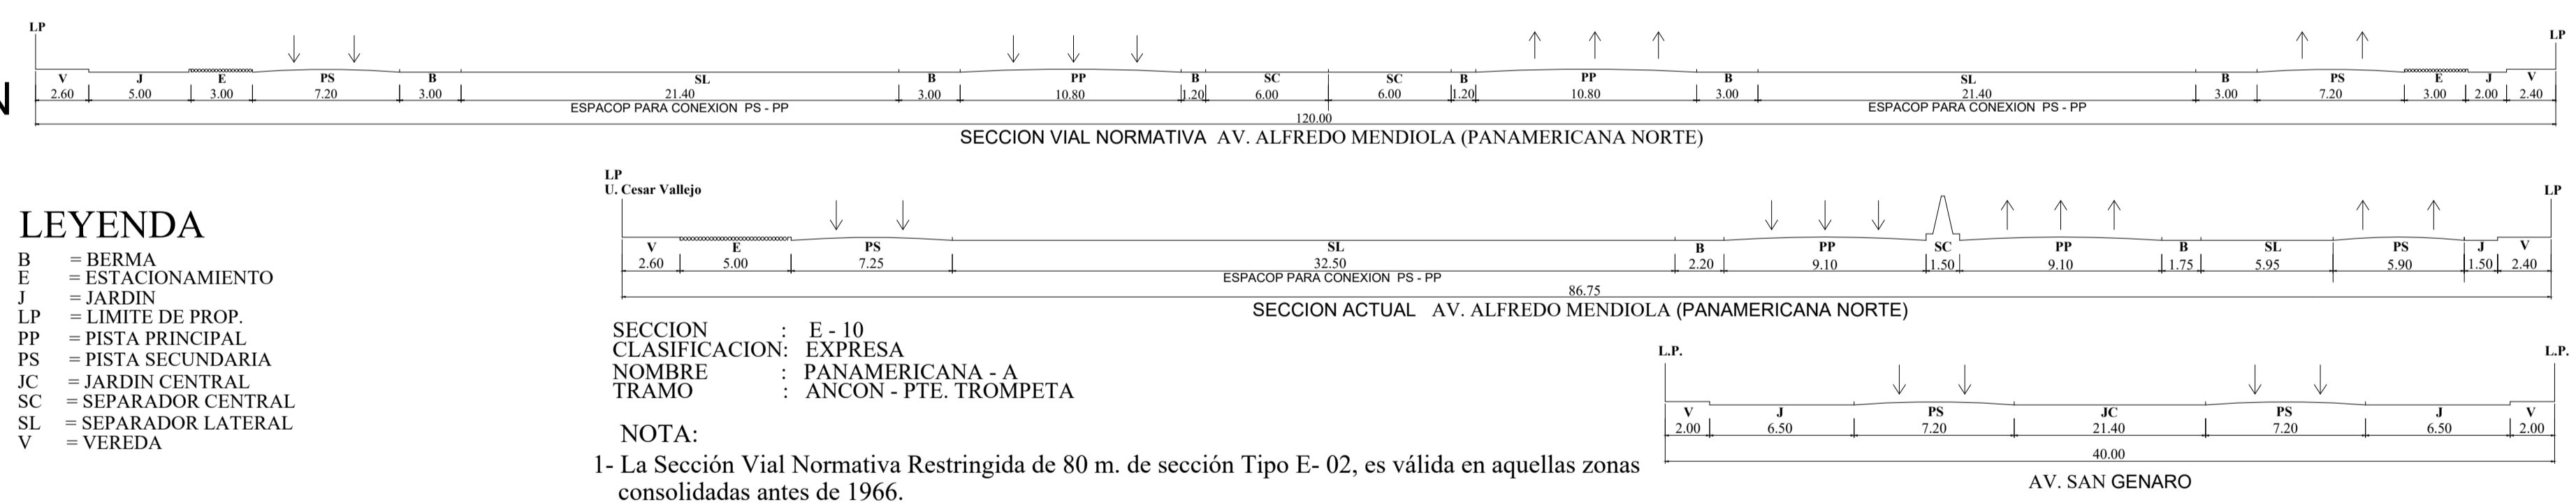 LP LP
V J E PS B SL B PP B SC SC B PP B SL B PS E J V
2.60 5.00 3.00 7.20 3.00 21.40 3.00 10.80 1.20 6.00 6.00 1.20 10.80 3.00 21.40 3.00 7.20 3.00 2.00 2.40
N
ESPACOP PARA CONEXION PS - PP ESPACOP PARA CONEXION PS - PP
120.00
SECCION VIAL NORMATIVA AV. ALFREDO MENDIOLA (PANAMERICANA NORTE)
LP
U. Cesar Vallejo LP
V E PS SL B PP SC PP B SL PS J V
2.60 5.00 7.25 32.50 2.20 9.10 1.50 9.10 1.75 5.95 5.90 1.50 2.40
ESPACOP PARA CONEXION PS - PP
86.75
SECCION ACTUAL AV. ALFREDO MENDIOLA (PANAMERICANA NORTE)
LEYENDA
B = BERMA
E = ESTACIONAMIENTO
J = JARDIN
LP = LIMITE DE PROP.
PP = PISTA PRINCIPAL
PS = PISTA SECUNDARIA
JC = JARDIN CENTRAL
SC = SEPARADOR CENTRAL
SL = SEPARADOR LATERAL
V = VEREDA
SECCION : E - 10
CLASIFICACION: EXPRESA
NOMBRE : PANAMERICANA - A
TRAMO : ANCON - PTE. TROMPETA
NOTA:
1- La Sección Vial Normativa Restringida de 80 m. de sección Tipo E- 02, es válida en aquellas zonas
consolidadas antes de 1966.
L.P. L.P.
V J PS JC PS J V
2.00 6.50 7.20 21.40 7.20 6.50 2.00
40.00
AV. SAN GENARO